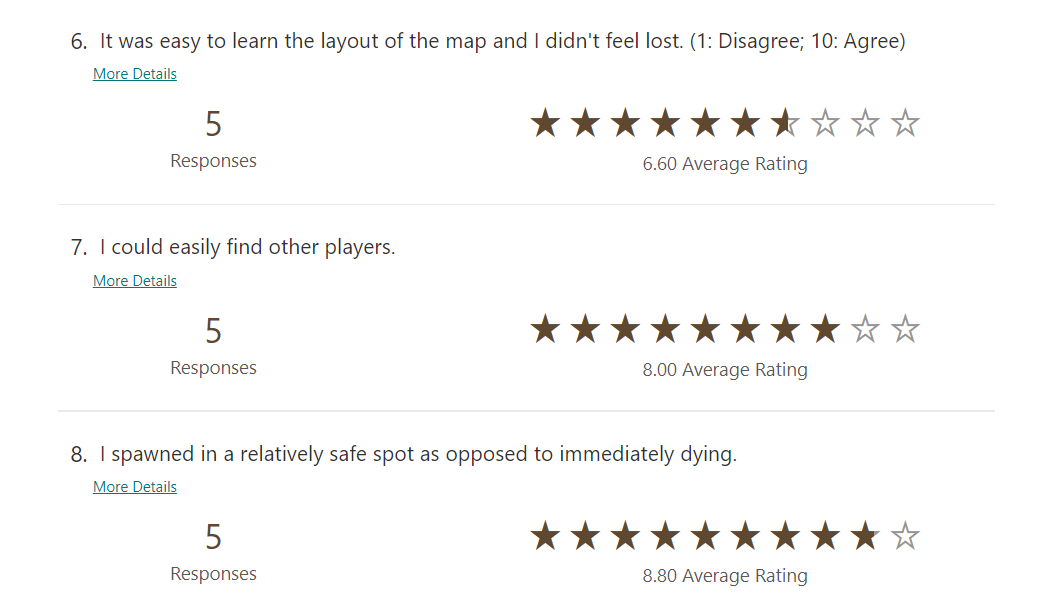 6. It was easy to learn the layout of the map and I didn't feel lost. (1: Disagree; 10: Agree)
More Details
5
Responses
6.60 Average Rating
7. I could easily find other players.
More Details
5
Responses
8.00 Average Rating
8. I spawned in a relatively safe spot as opposed to immediately dying.
More Details
5
Responses
8.80 Average Rating